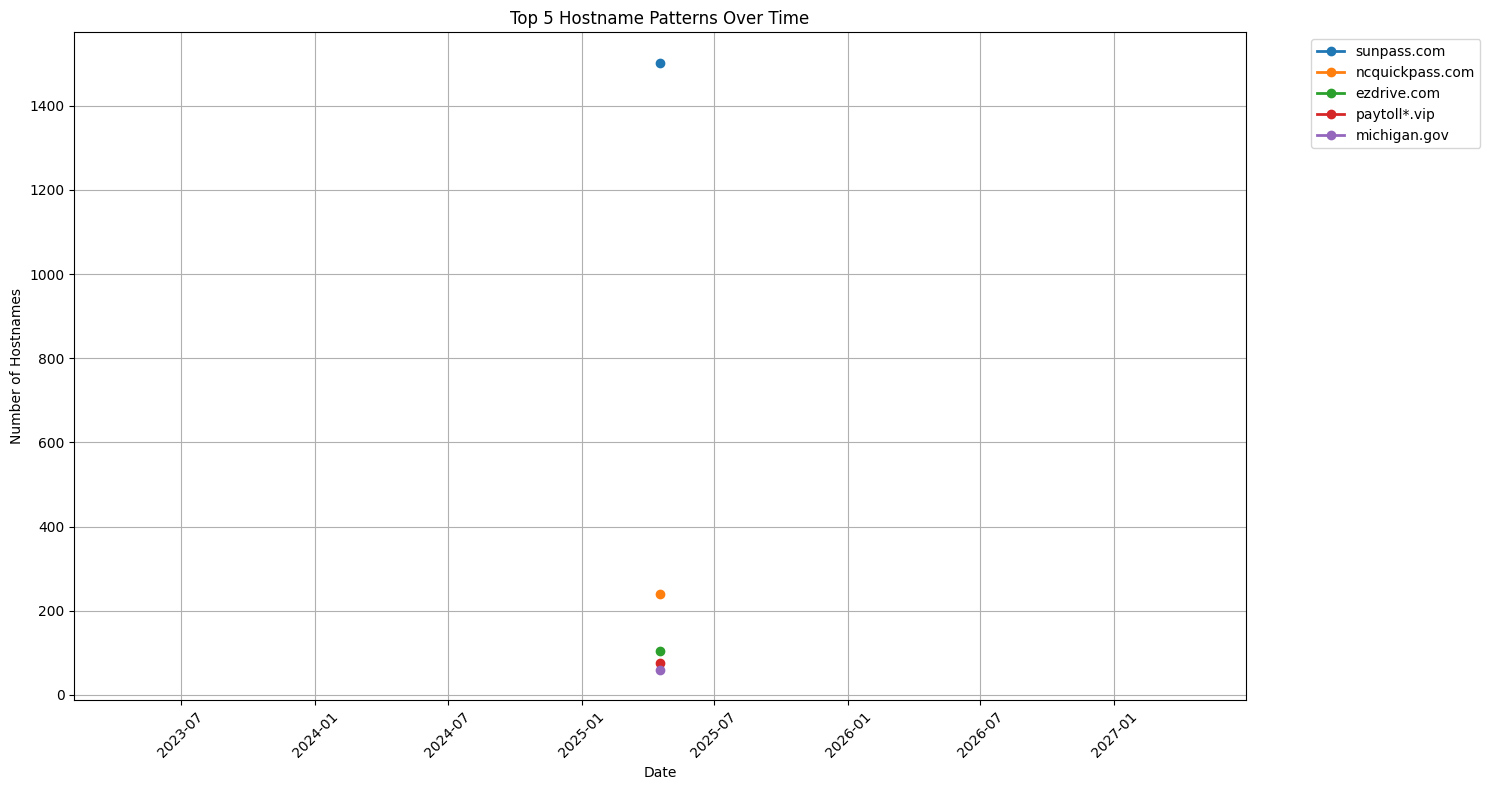 Top 5 Hostname Patterns Over Time
sunpass.com
ncquickpass.com
ezdrive.com
paytoll*.vip
michigan.gov
Number of Hostnames
1400
1200
1000
800
600
400
200
0
2023-07
2024-01
2024-07
2025-01
2025-07
2026-01
2026-07
2027-01
Date